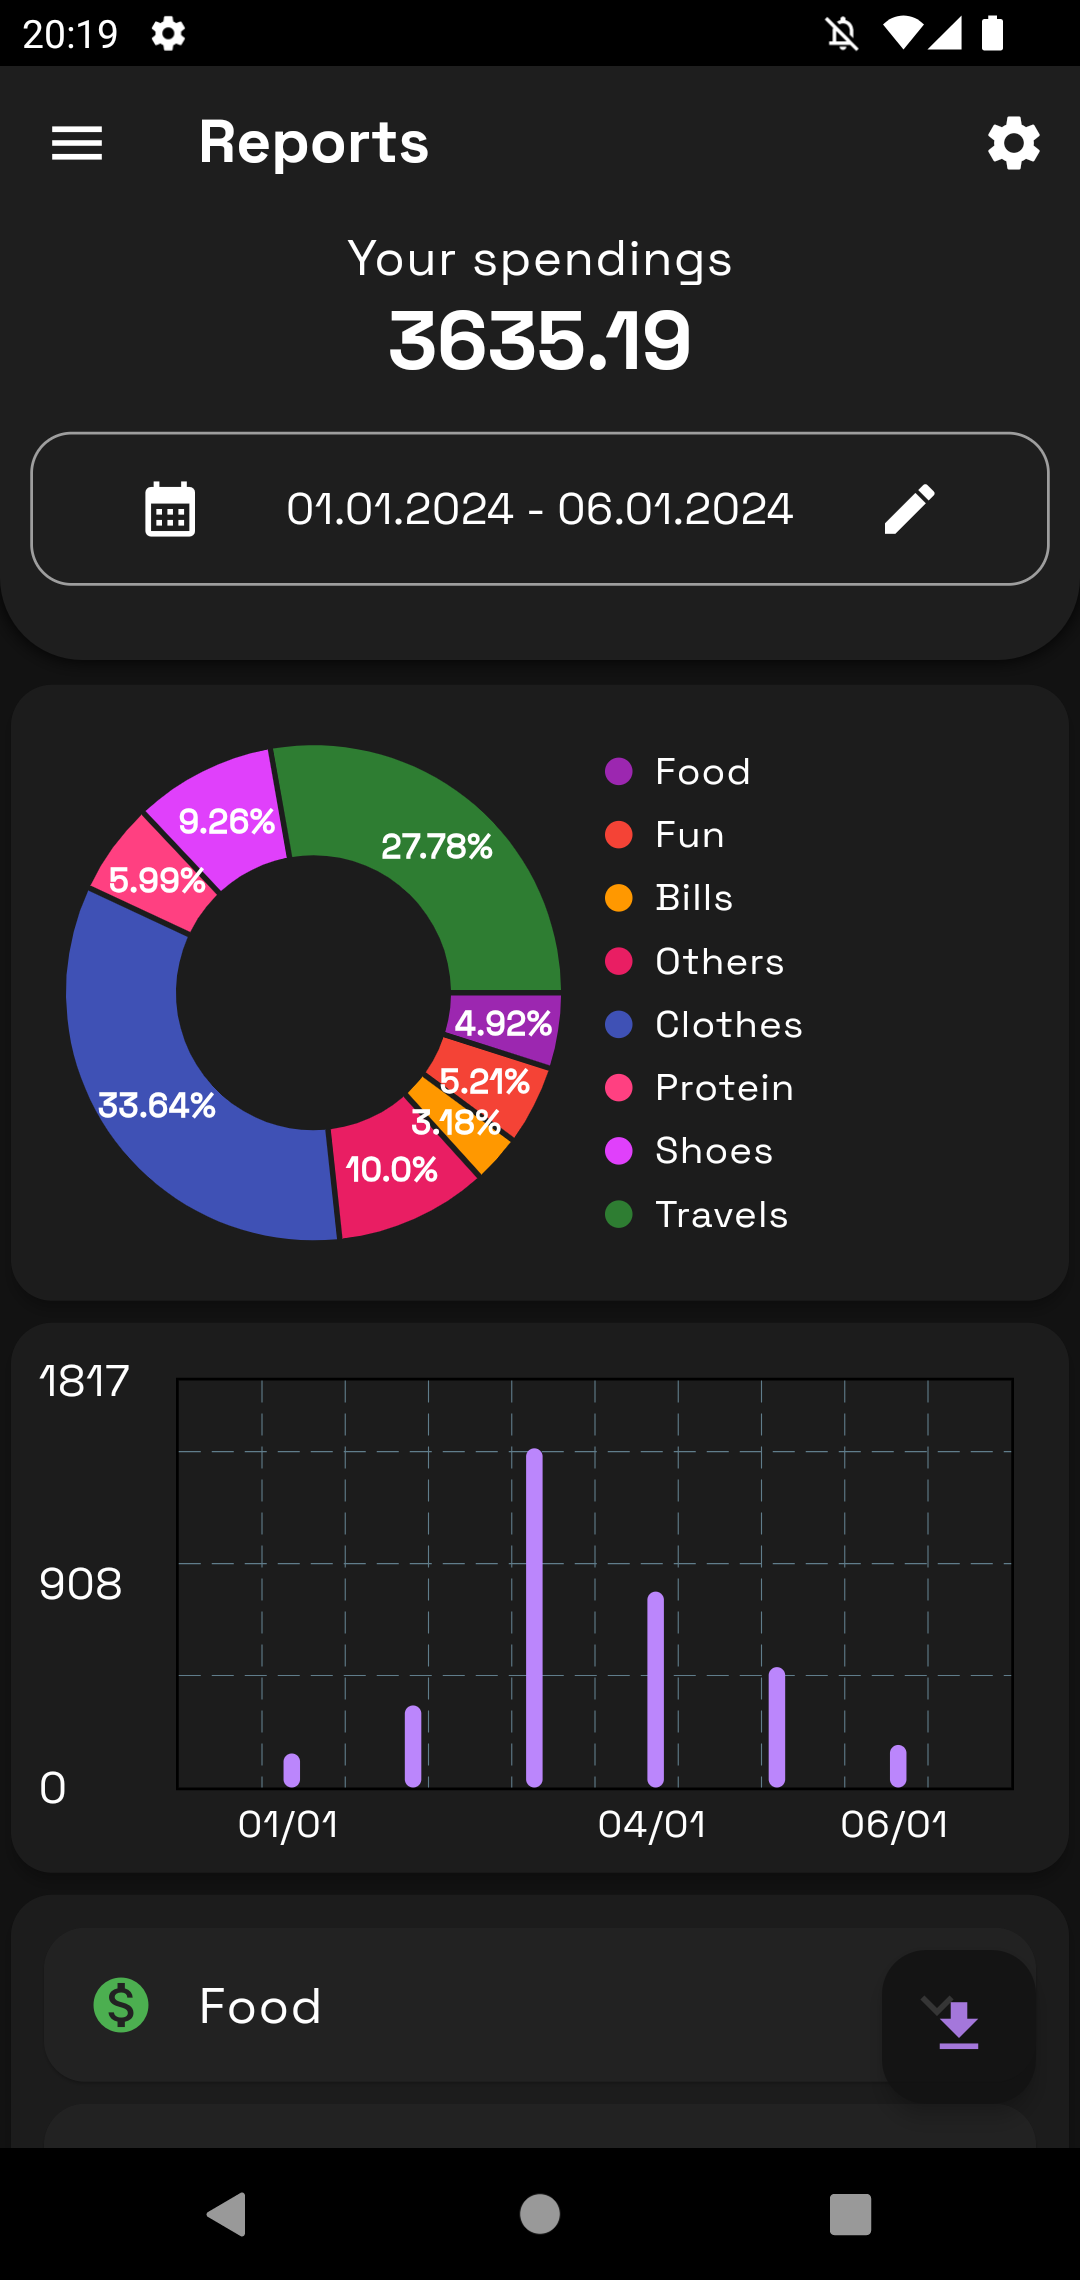 20:19
Reports
Your spendings
3635.19
01.01.2024 - 06.01.2024
9.26%
27.78%
5.99%
4.92%
5.21%
3.18%
33.64%
10.0%
Food
Fun
Bills
Others
Clothes
Protein
Shoes
Travels
1817
908
0
01/01
04/01
06/01
Food